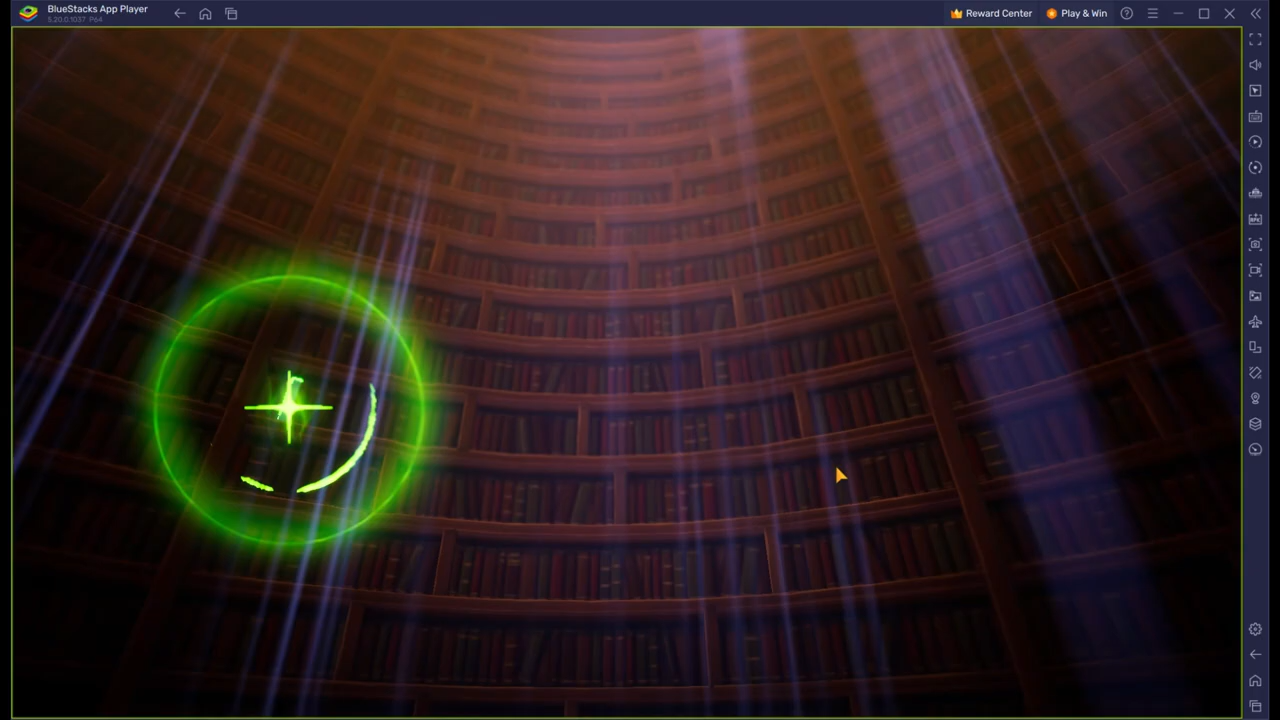 BlueStacks App Player
5.20.0.1037 P64
Reward Center
Play & Win